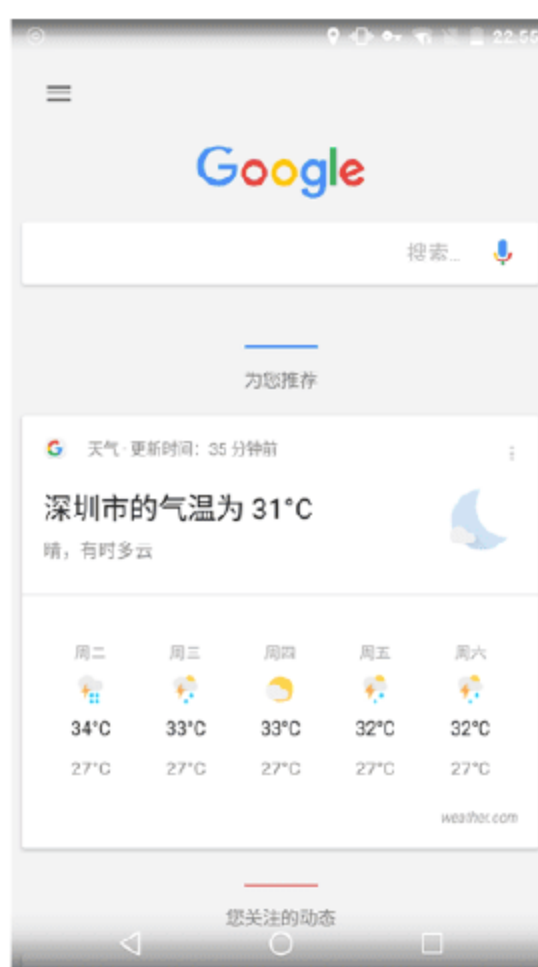 22:55
Google
搜索...
为您推荐
天气 · 更新时间：35 分钟前
深圳市的气温为 31°C
晴，有时多云
周二 周三 周四 周五 周六
34°C 33°C 33°C 32°C 32°C
27°C 27°C 27°C 27°C 27°C
weather.com
您关注的动态